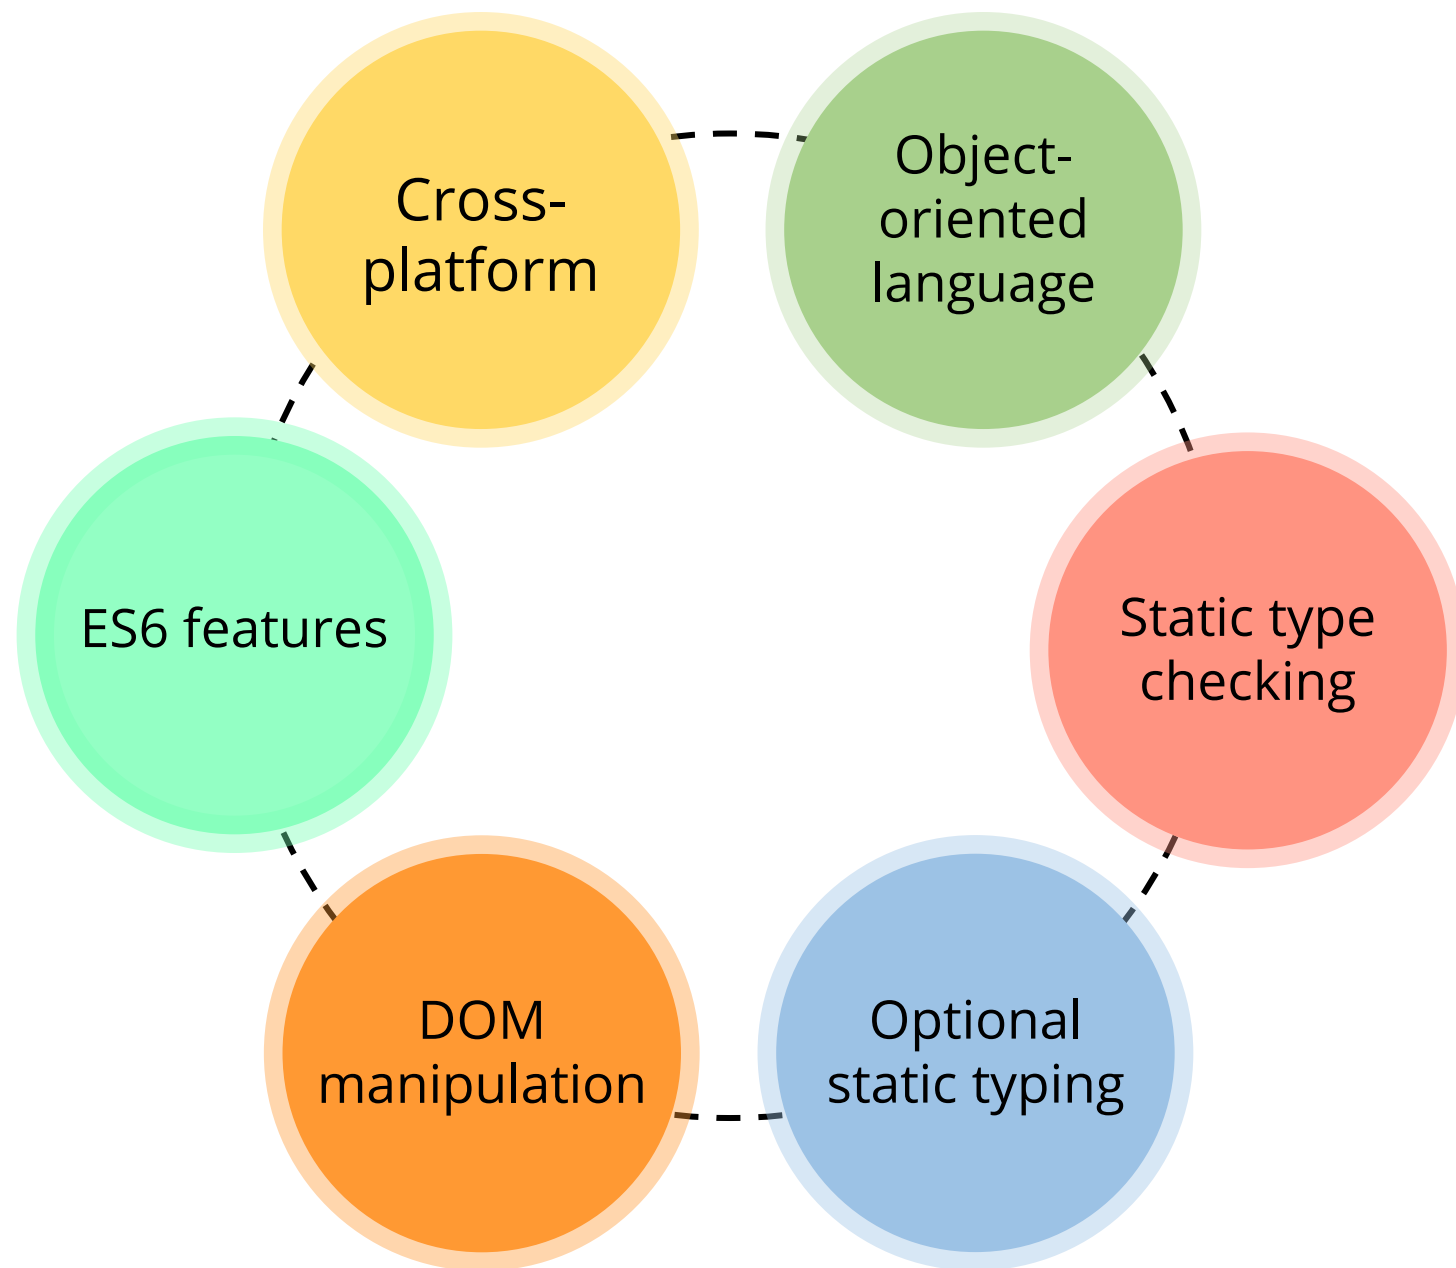 Cross-
platform
Object-
oriented
language
ES6 features
Static type
checking
DOM
manipulation
Optional
static typing